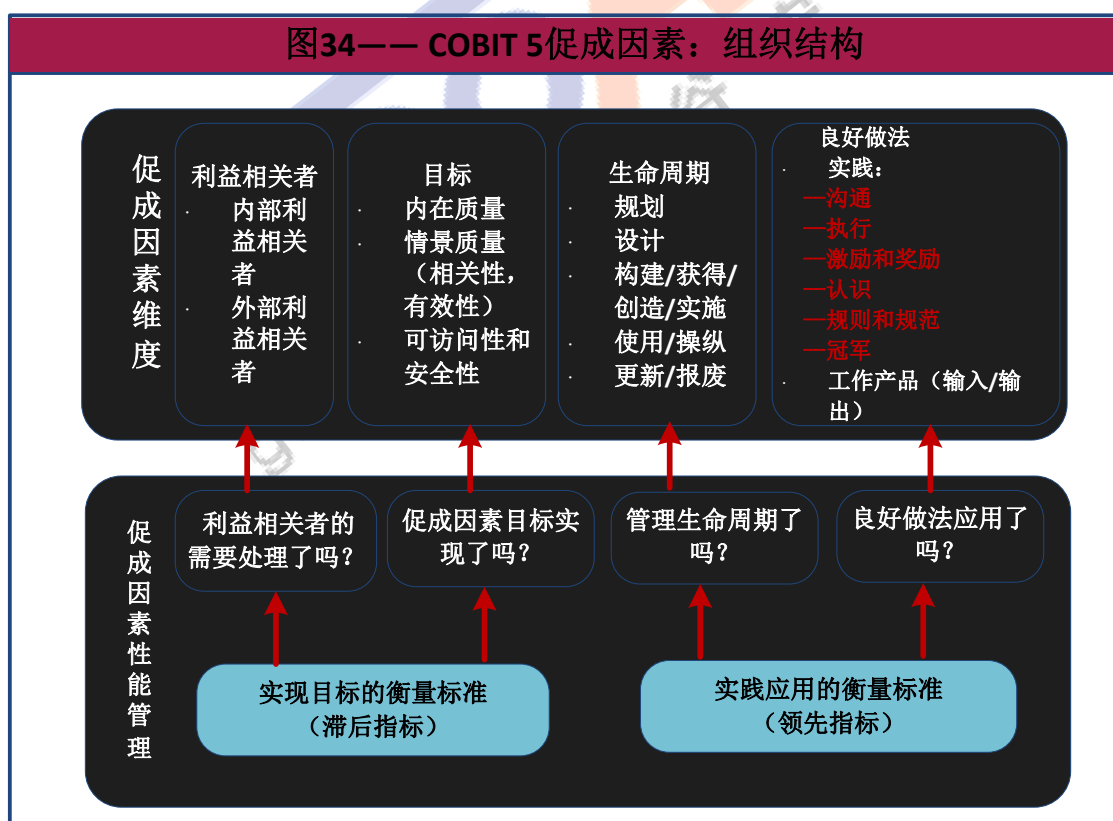 图34—— COBIT 5促成因素：组织结构
促成因素维度
利益相关者
· 内部利
益相关
者
· 外部利
益相关
者
目标
· 内在质量
· 情景质量
（相关性，
有效性）
· 可访问性和
安全性
生命周期
· 规划
· 设计
· 构建/获得/
创造/实施
· 使用/操纵
· 更新/报废
良好做法
· 实践：
—沟通
—执行
—激励和奖励
—认识
—规则和规范
—冠军
· 工作产品（输入/输
出）
促成因素性能管理
利益相关者的
需要处理了吗？
促成因素目标实
现了吗？
管理生命周期了
吗？
良好做法应用了
吗？
实现目标的衡量标准
（滞后指标）
实践应用的衡量标准
（领先指标）